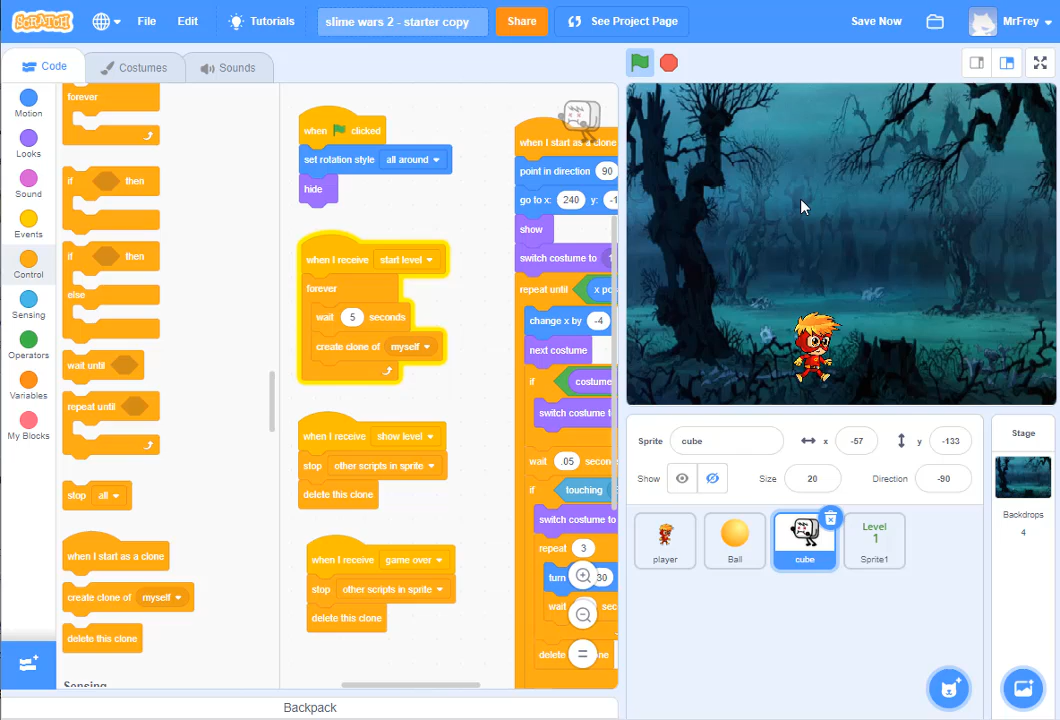 SCRATCH
File
Edit
Tutorials
slime wars 2 - starter copy
Share
See Project Page
Save Now
MrFrey
Code
Costumes
Sounds
Motion
Looks
Sound
Events
Control
Sensing
Operators
Variables
My Blocks
forever
if then
if then
else
wait until
repeat until
stop all
when I start as a clone
create clone of myself
delete this clone
Sensing
when clicked
set rotation style all around
hide
when I receive start level
forever
wait 5 seconds
create clone of myself
when I receive show level
stop other scripts in sprite
delete this clone
when I receive game over
stop other scripts in sprite
delete this clone
when I start as a clone
point in direction 90
go to x: 240 y: -1
show
switch costume to
repeat until x po
change x by -4
next costume
if costume
switch costume to
wait .05 secon
if touching
switch costume to
repeat 3
turn 30
wait sec
delete
Sprite cube x -57 y -133
Show Size 20 Direction -90
player
Ball
cube
Level
1
Sprite1
Stage
Backdrops
4
Backpack